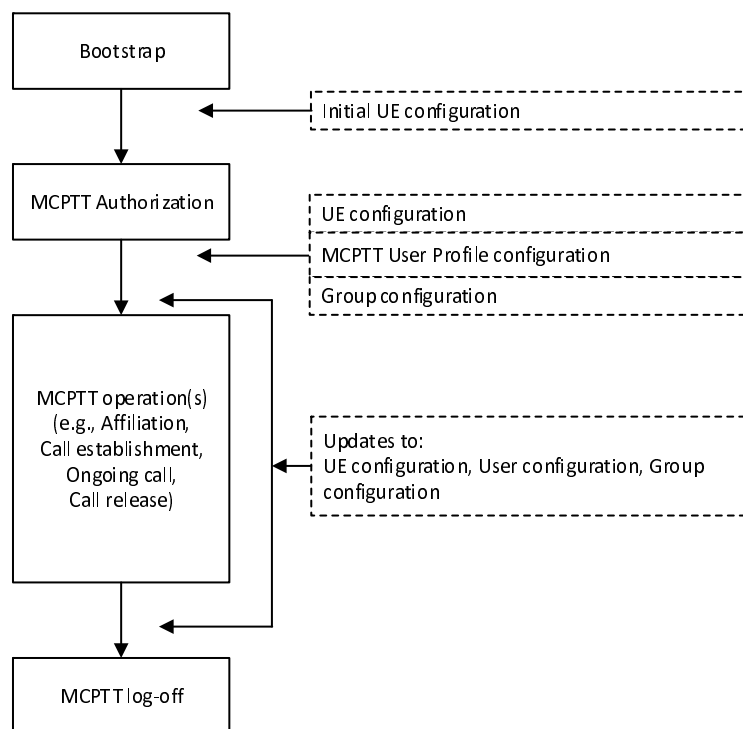 Bootstrap
Initial UE configuration
MCPTT Authorization
UE configuration
MCPTT User Profile configuration
Group configuration
MCPTT operation(s)
(e.g., Affiliation,
Call establishment,
Ongoing call,
Call release)
Updates to:
UE configuration, User configuration, Group
configuration
MCPTT log-off